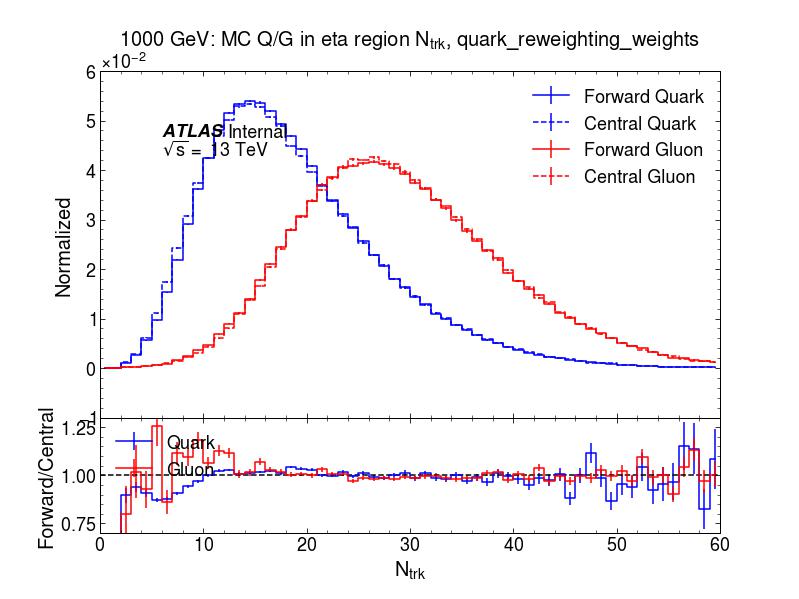 1000 GeV: MC Q/G in eta region N_trk, quark_reweighting_weights
×10⁻²
6
5
4
3
2
1
0
−1
Normalized
ATLAS Internal
√s = 13 TeV
Forward Quark
Central Quark
Forward Gluon
Central Gluon
1.25
1.00
0.75
Forward/Central
Quark
Gluon
0 10 20 30 40 50 60
N_trk